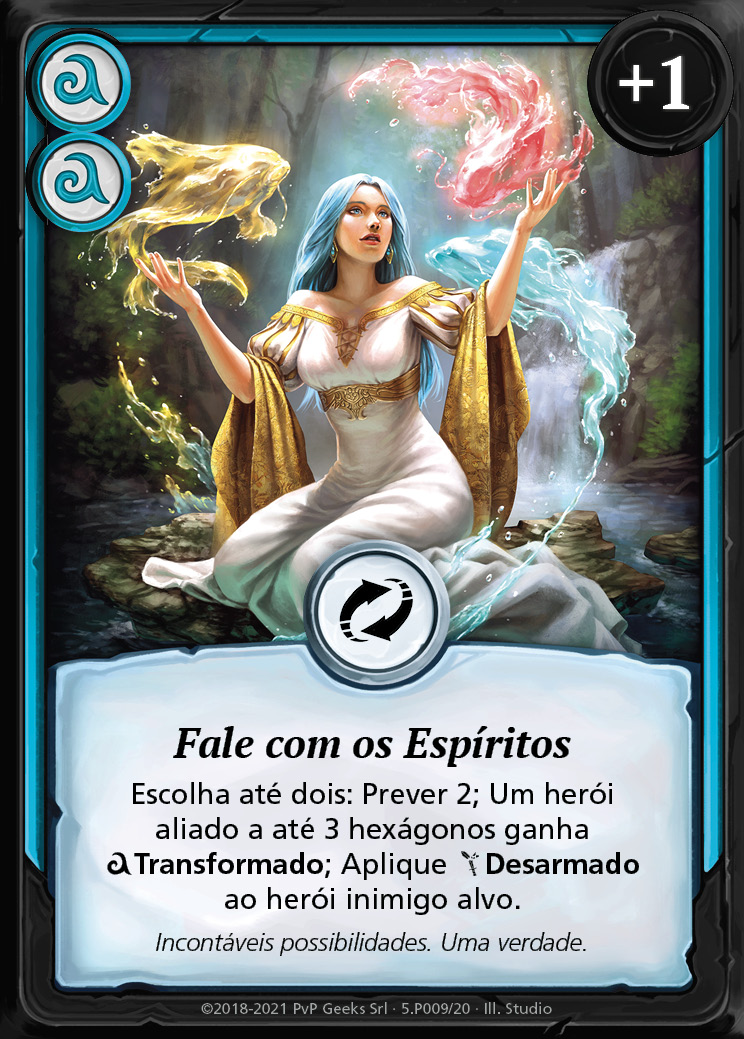 +1
Fale com os Espíritos
Escolha até dois: Prever 2; Um herói
aliado a até 3 hexágonos ganha
Transformado; Aplique Desarmado
ao herói inimigo alvo.
Incontáveis possibilidades. Uma verdade.
©2018-2021 PvP Geeks Srl · 5.P009/20 · Ill. Studio